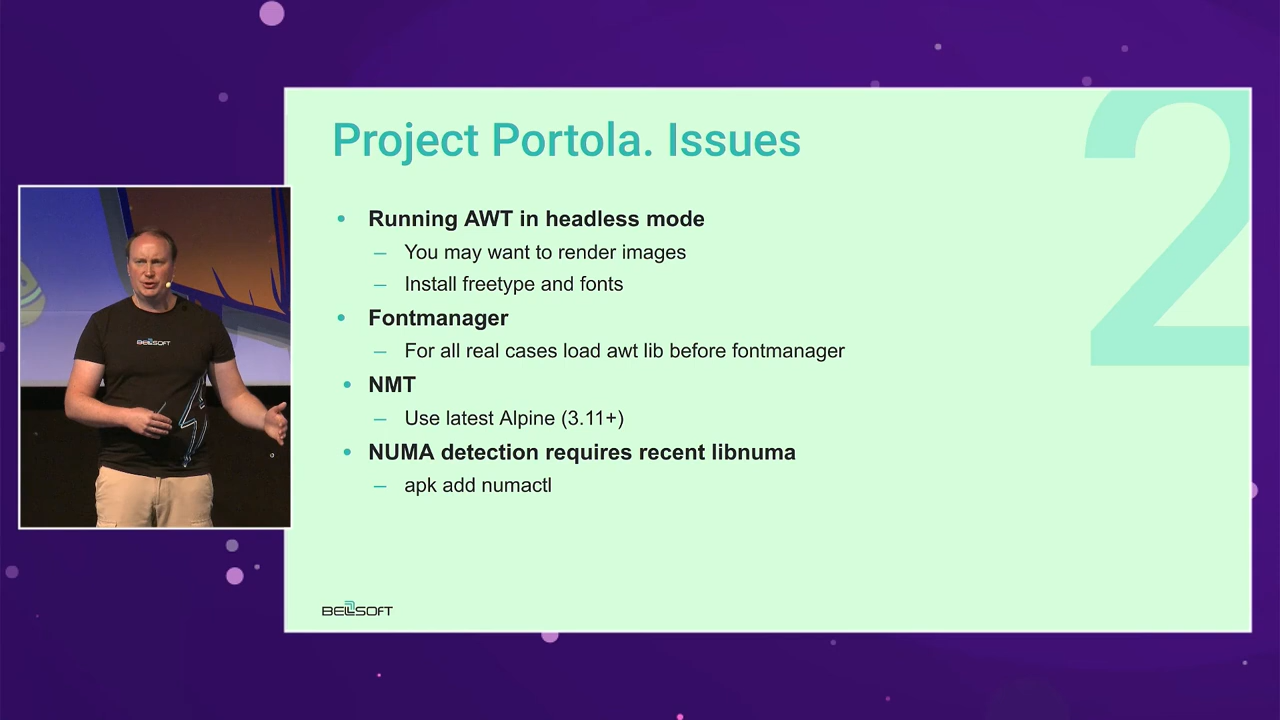 2
Project Portola. Issues
• Running AWT in headless mode
– You may want to render images
– Install freetype and fonts
• Fontmanager
– For all real cases load awt lib before fontmanager
• NMT
– Use latest Alpine (3.11+)
• NUMA detection requires recent libnuma
– apk add numactl
BELLSOFT
BELLSOFT